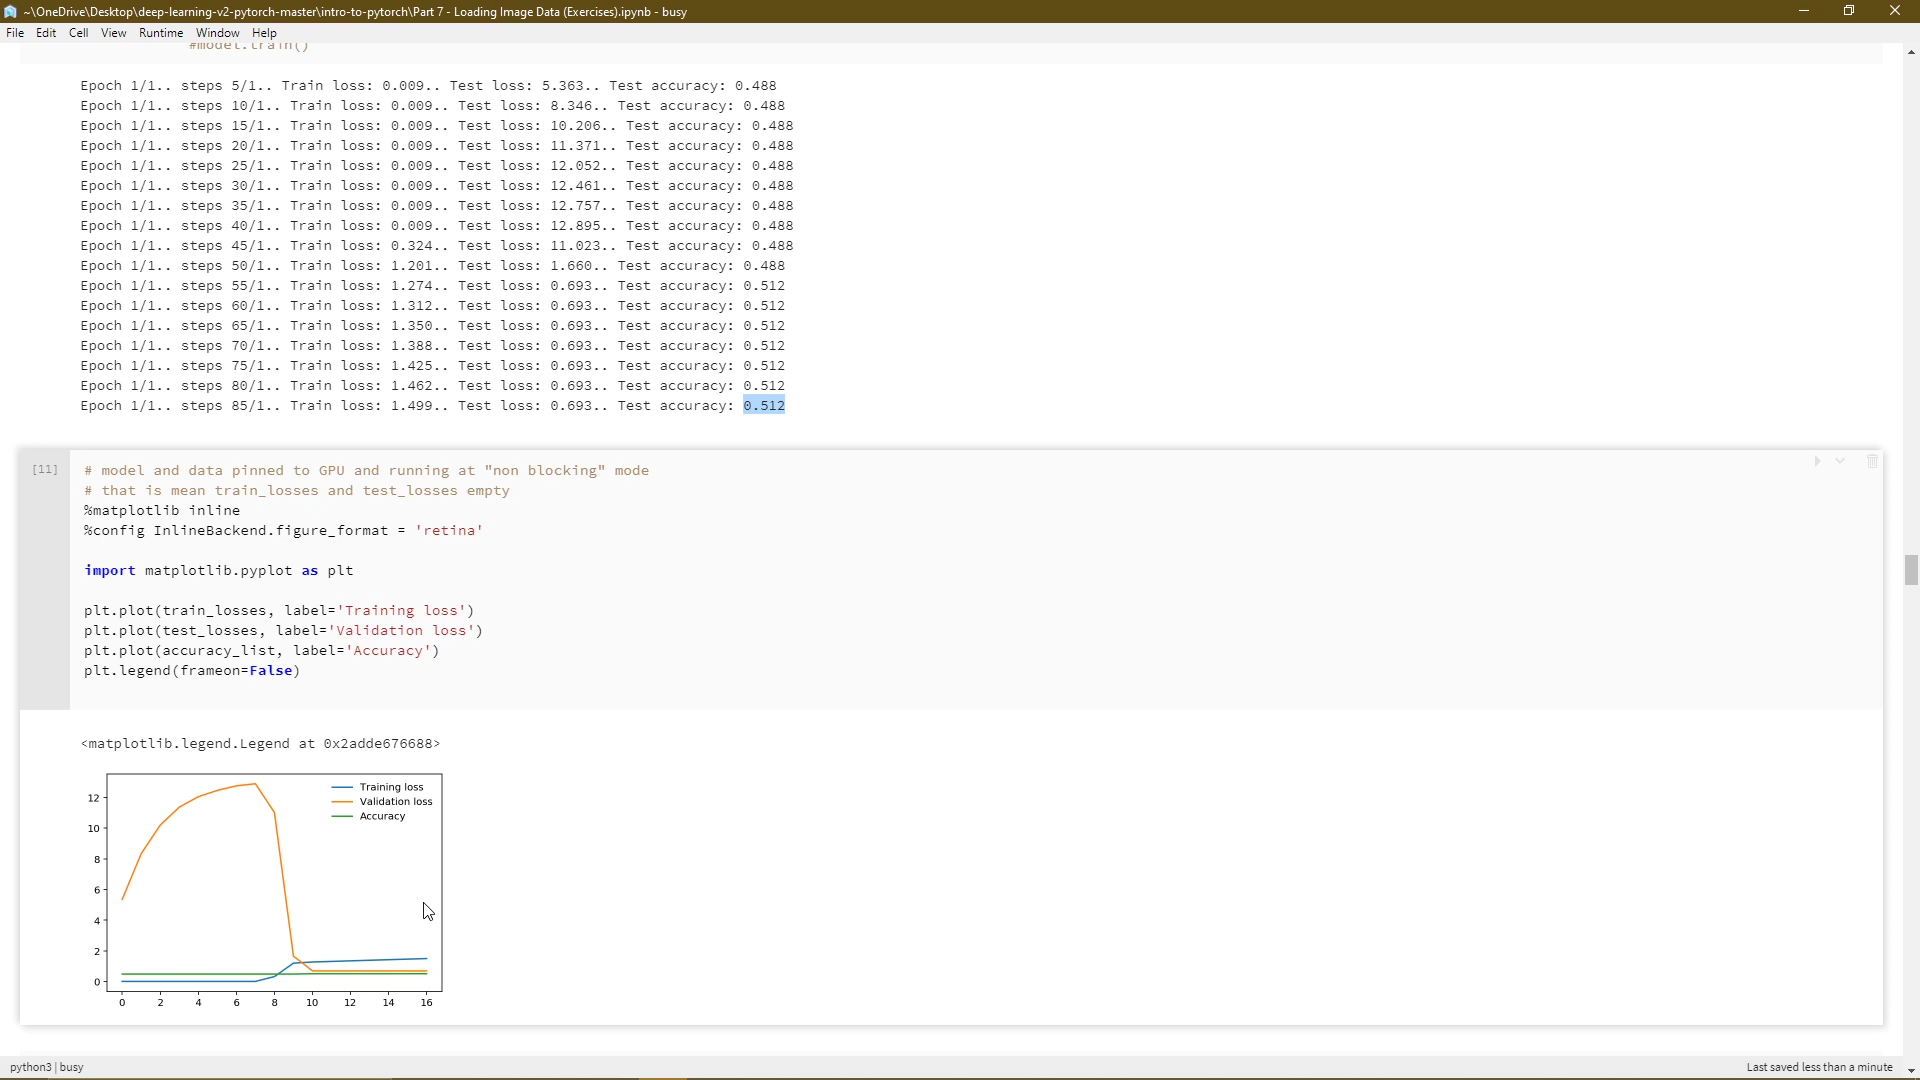 ~\OneDrive\Desktop\deep-learning-v2-pytorch-master\intro-to-pytorch\Part 7 - Loading Image Data (Exercises).ipynb - busy
File Edit Cell View Runtime Window Help
#model.train()
Epoch 1/1.. steps 5/1.. Train loss: 0.009.. Test loss: 5.363.. Test accuracy: 0.488
Epoch 1/1.. steps 10/1.. Train loss: 0.009.. Test loss: 8.346.. Test accuracy: 0.488
Epoch 1/1.. steps 15/1.. Train loss: 0.009.. Test loss: 10.206.. Test accuracy: 0.488
Epoch 1/1.. steps 20/1.. Train loss: 0.009.. Test loss: 11.371.. Test accuracy: 0.488
Epoch 1/1.. steps 25/1.. Train loss: 0.009.. Test loss: 12.052.. Test accuracy: 0.488
Epoch 1/1.. steps 30/1.. Train loss: 0.009.. Test loss: 12.461.. Test accuracy: 0.488
Epoch 1/1.. steps 35/1.. Train loss: 0.009.. Test loss: 12.757.. Test accuracy: 0.488
Epoch 1/1.. steps 40/1.. Train loss: 0.009.. Test loss: 12.895.. Test accuracy: 0.488
Epoch 1/1.. steps 45/1.. Train loss: 0.324.. Test loss: 11.023.. Test accuracy: 0.488
Epoch 1/1.. steps 50/1.. Train loss: 1.201.. Test loss: 1.660.. Test accuracy: 0.488
Epoch 1/1.. steps 55/1.. Train loss: 1.274.. Test loss: 0.693.. Test accuracy: 0.512
Epoch 1/1.. steps 60/1.. Train loss: 1.312.. Test loss: 0.693.. Test accuracy: 0.512
Epoch 1/1.. steps 65/1.. Train loss: 1.350.. Test loss: 0.693.. Test accuracy: 0.512
Epoch 1/1.. steps 70/1.. Train loss: 1.388.. Test loss: 0.693.. Test accuracy: 0.512
Epoch 1/1.. steps 75/1.. Train loss: 1.425.. Test loss: 0.693.. Test accuracy: 0.512
Epoch 1/1.. steps 80/1.. Train loss: 1.462.. Test loss: 0.693.. Test accuracy: 0.512
Epoch 1/1.. steps 85/1.. Train loss: 1.499.. Test loss: 0.693.. Test accuracy: 0.512
[11] # model and data pinned to GPU and running at "non blocking" mode
# that is mean train_losses and test_losses empty
%matplotlib inline
%config InlineBackend.figure_format = 'retina'
import matplotlib.pyplot as plt
plt.plot(train_losses, label='Training loss')
plt.plot(test_losses, label='Validation loss')
plt.plot(accuracy_list, label='Accuracy')
plt.legend(frameon=False)
<matplotlib.legend.Legend at 0x2adde676688>
Training loss
Validation loss
Accuracy
12
10
8
6
4
2
0
0 2 4 6 8 10 12 14 16
python3 | busy
Last saved less than a minute